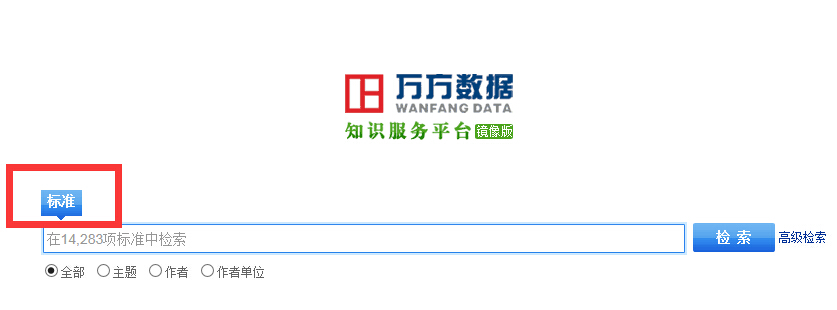 万方数据
WANFANG DATA
知识服务平台 镜像版
标准
在14,283项标准中检索 检 索 高级检索
全部 主题 作者 作者单位